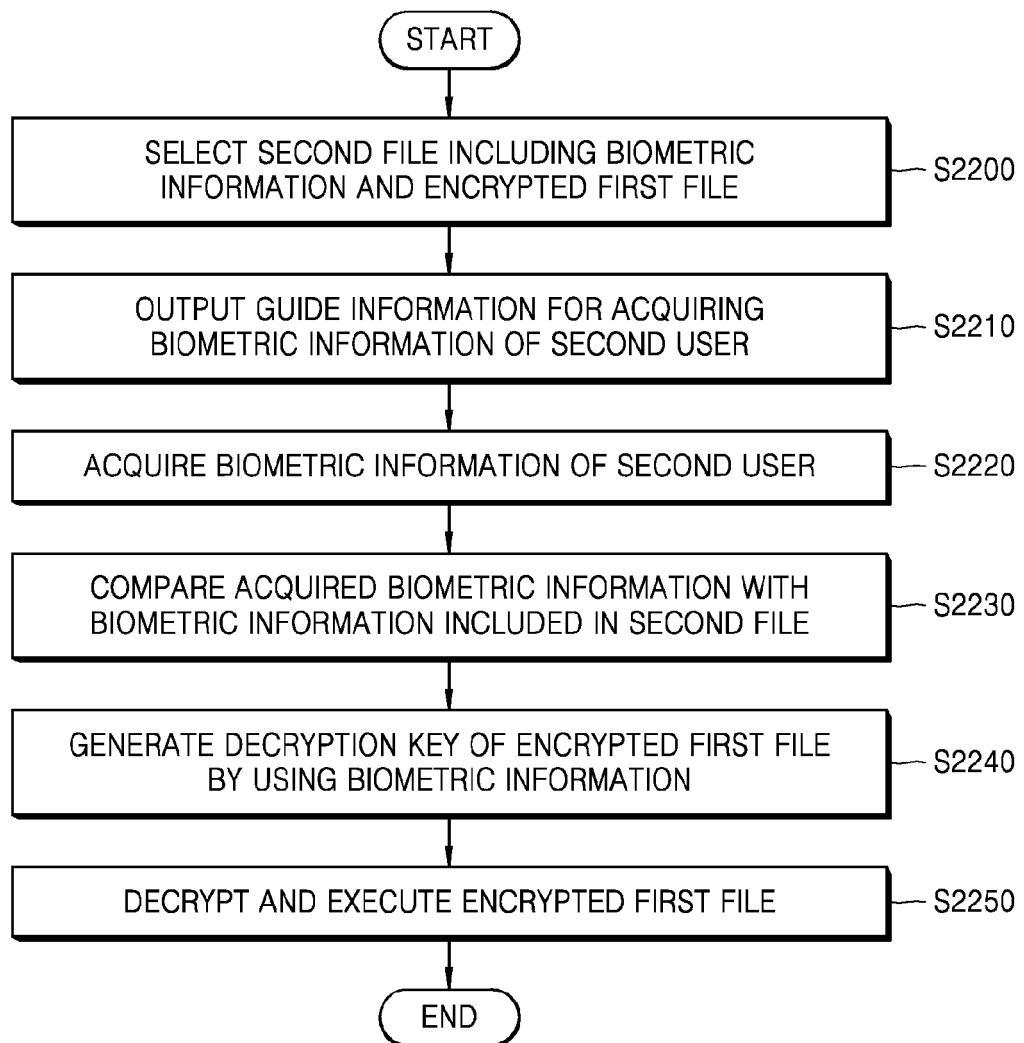 START
SELECT SECOND FILE INCLUDING BIOMETRIC
INFORMATION AND ENCRYPTED FIRST FILE
S2200
OUTPUT GUIDE INFORMATION FOR ACQUIRING
BIOMETRIC INFORMATION OF SECOND USER
S2210
ACQUIRE BIOMETRIC INFORMATION OF SECOND USER
S2220
COMPARE ACQUIRED BIOMETRIC INFORMATION WITH
BIOMETRIC INFORMATION INCLUDED IN SECOND FILE
S2230
GENERATE DECRYPTION KEY OF ENCRYPTED FIRST FILE
BY USING BIOMETRIC INFORMATION
S2240
DECRYPT AND EXECUTE ENCRYPTED FIRST FILE
S2250
END